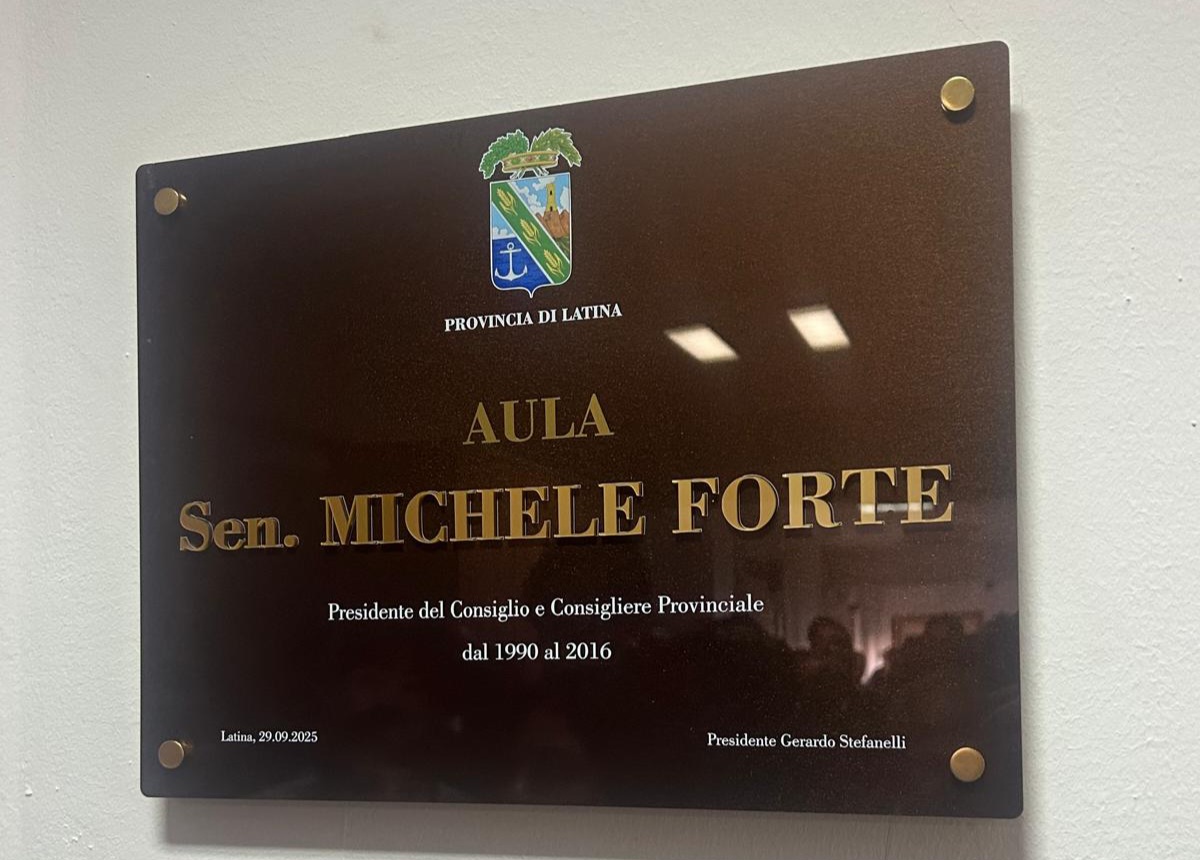 PROVINCIA DI LATINA
AULA
Sen. MICHELE FORTE
Presidente del Consiglio e Consigliere Provinciale
dal 1990 al 2016
Latina, 29.09.2025
Presidente Gerardo Stefanelli